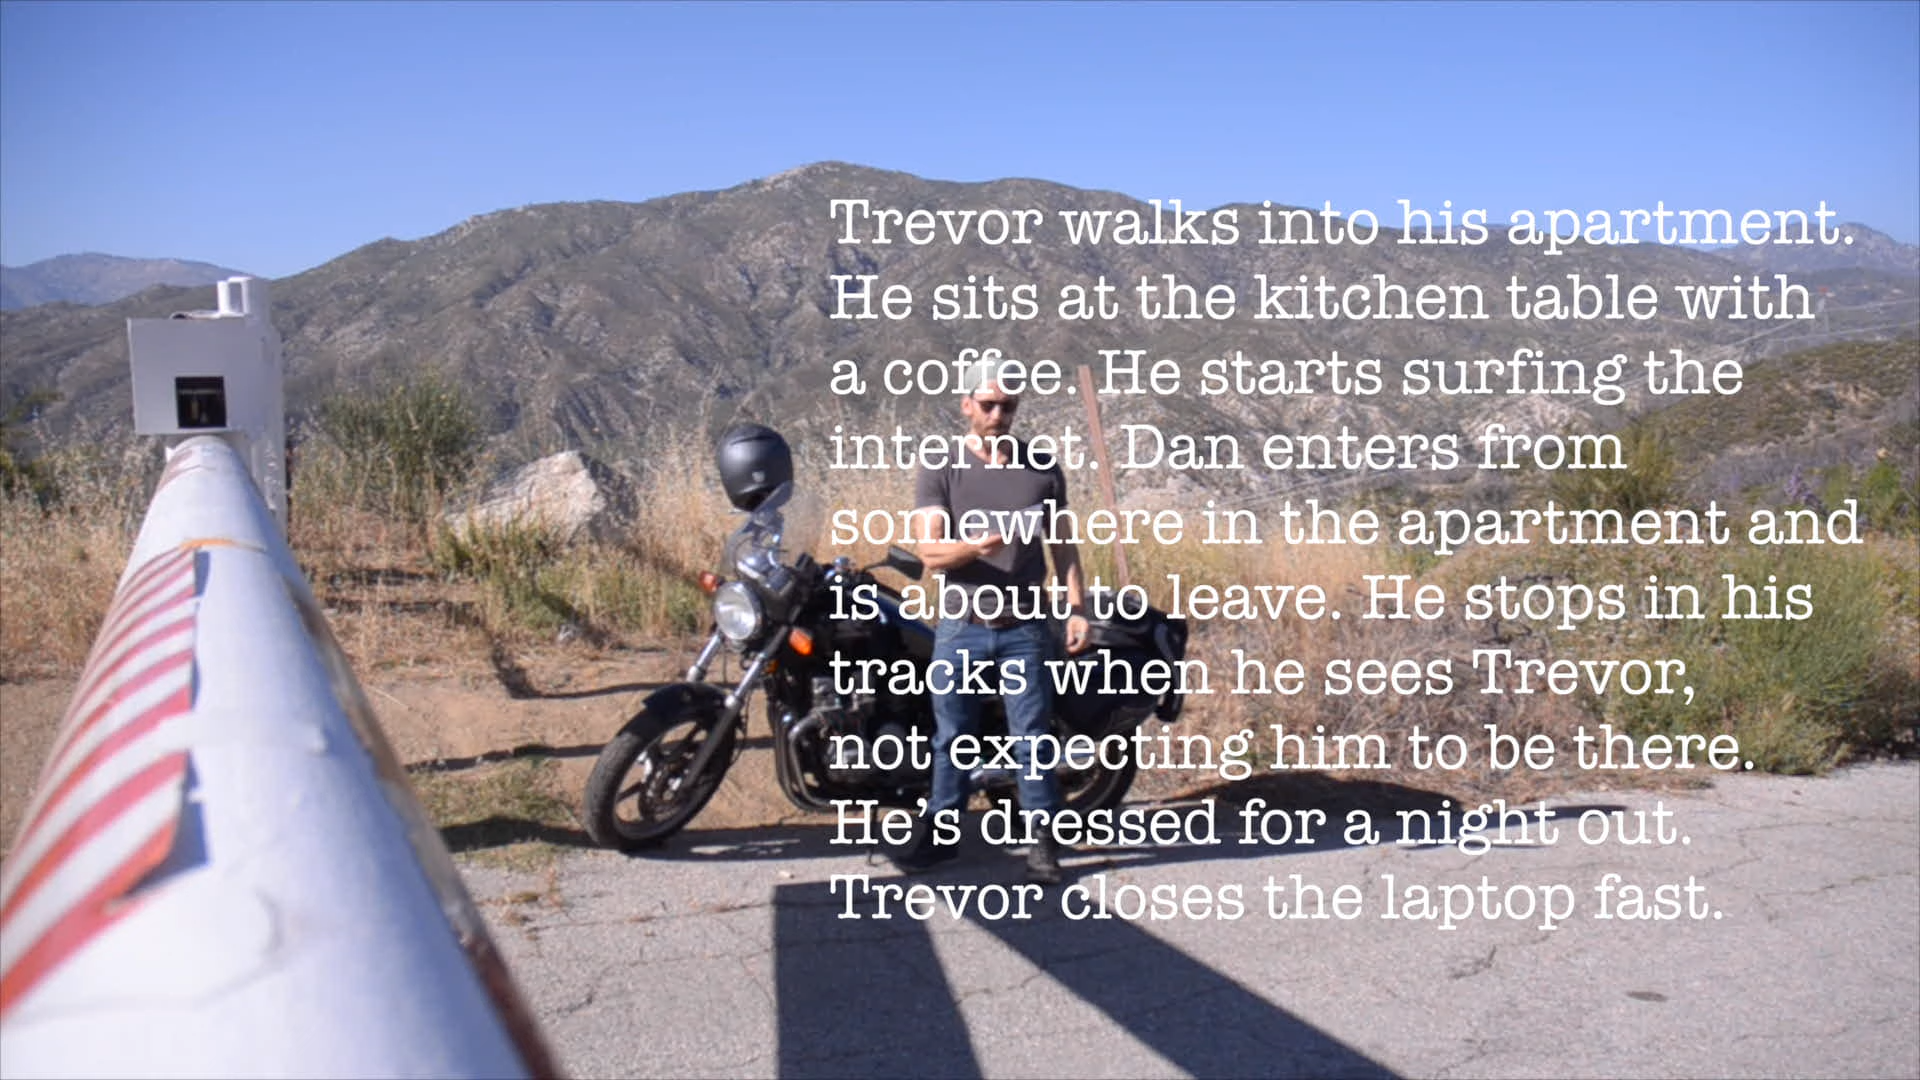 Trevor walks into his apartment.
He sits at the kitchen table with
a coffee. He starts surfing the
internet. Dan enters from
somewhere in the apartment and
is about to leave. He stops in his
tracks when he sees Trevor,
not expecting him to be there.
He’s dressed for a night out.
Trevor closes the laptop fast.